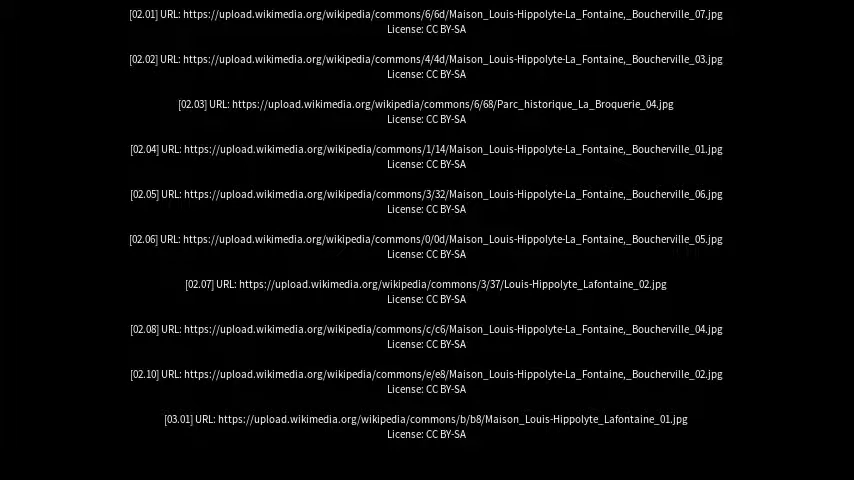 [02.01] URL: https://upload.wikimedia.org/wikipedia/commons/6/6d/Maison_Louis-Hippolyte-La_Fontaine,_Boucherville_07.jpg
License: CC BY-SA
[02.02] URL: https://upload.wikimedia.org/wikipedia/commons/4/4d/Maison_Louis-Hippolyte-La_Fontaine,_Boucherville_03.jpg
License: CC BY-SA
[02.03] URL: https://upload.wikimedia.org/wikipedia/commons/6/68/Parc_historique_La_Broquerie_04.jpg
License: CC BY-SA
[02.04] URL: https://upload.wikimedia.org/wikipedia/commons/1/14/Maison_Louis-Hippolyte-La_Fontaine,_Boucherville_01.jpg
License: CC BY-SA
[02.05] URL: https://upload.wikimedia.org/wikipedia/commons/3/32/Maison_Louis-Hippolyte-La_Fontaine,_Boucherville_06.jpg
License: CC BY-SA
[02.06] URL: https://upload.wikimedia.org/wikipedia/commons/0/0d/Maison_Louis-Hippolyte-La_Fontaine,_Boucherville_05.jpg
License: CC BY-SA
[02.07] URL: https://upload.wikimedia.org/wikipedia/commons/3/37/Louis-Hippolyte_Lafontaine_02.jpg
License: CC BY-SA
[02.08] URL: https://upload.wikimedia.org/wikipedia/commons/c/c6/Maison_Louis-Hippolyte-La_Fontaine,_Boucherville_04.jpg
License: CC BY-SA
[02.10] URL: https://upload.wikimedia.org/wikipedia/commons/e/e8/Maison_Louis-Hippolyte-La_Fontaine,_Boucherville_02.jpg
License: CC BY-SA
[03.01] URL: https://upload.wikimedia.org/wikipedia/commons/b/b8/Maison_Louis-Hippolyte_Lafontaine_01.jpg
License: CC BY-SA